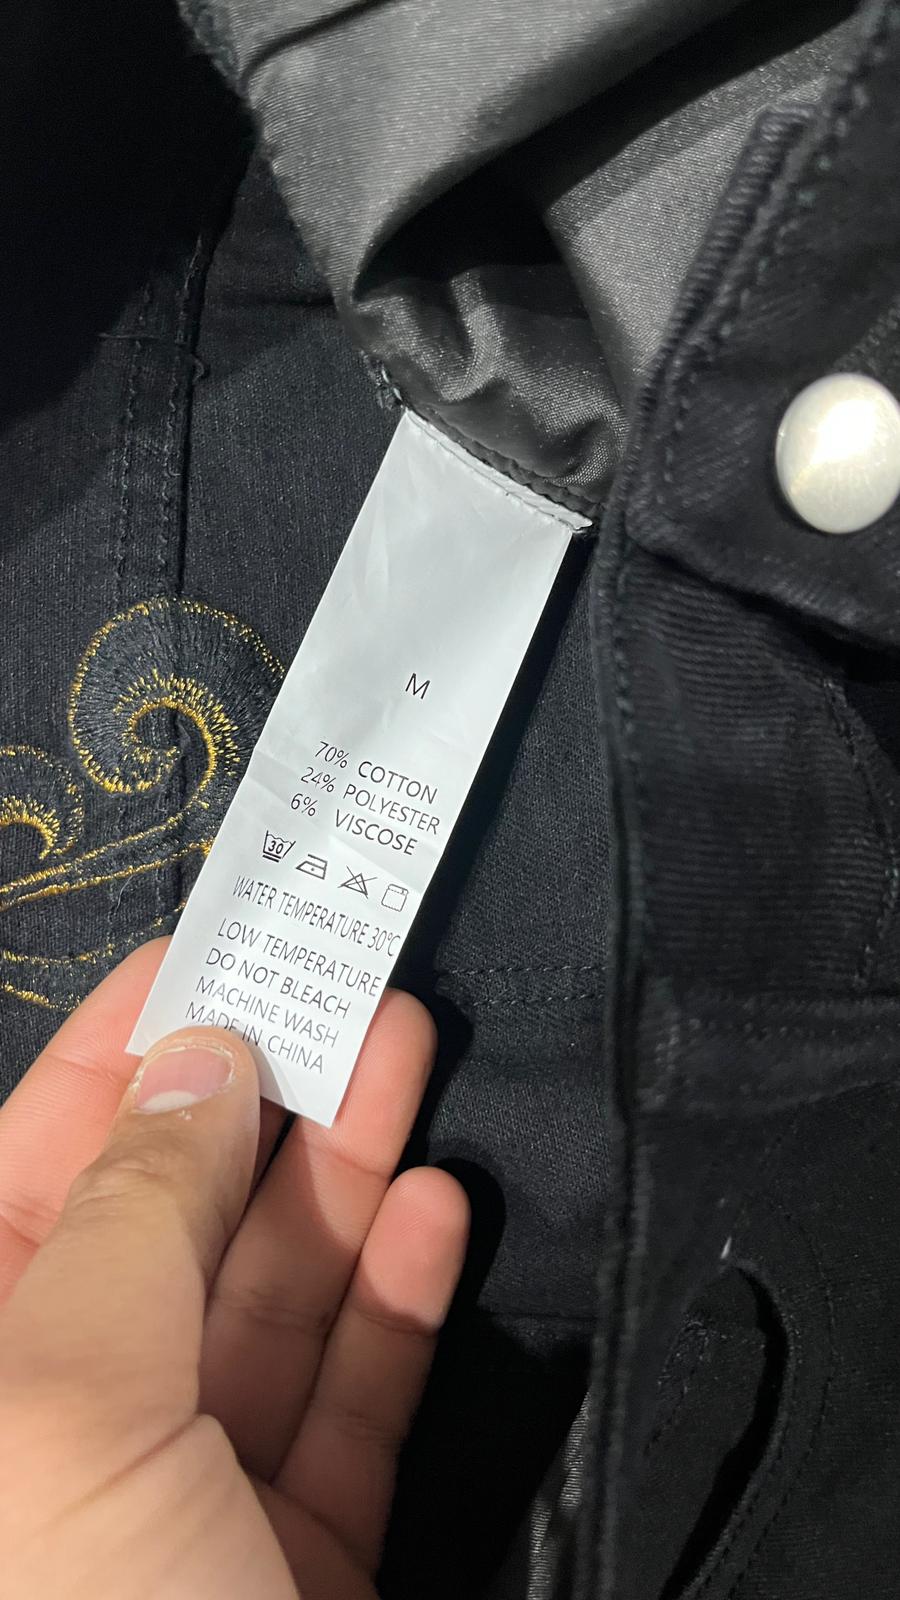 M
70% COTTON
24% POLYESTER
6% VISCOSE
30
WATER TEMPERATURE 30℃
LOW TEMPERATURE
DO NOT BLEACH
MACHINE WASH
MADE IN CHINA